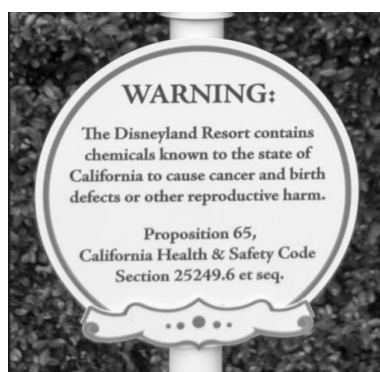 WARNING:
The Disneyland Resort contains
chemicals known to the state of
California to cause cancer and birth
defects or other reproductive harm.
Proposition 65,
California Health & Safety Code
Section 25249.6 et seq.